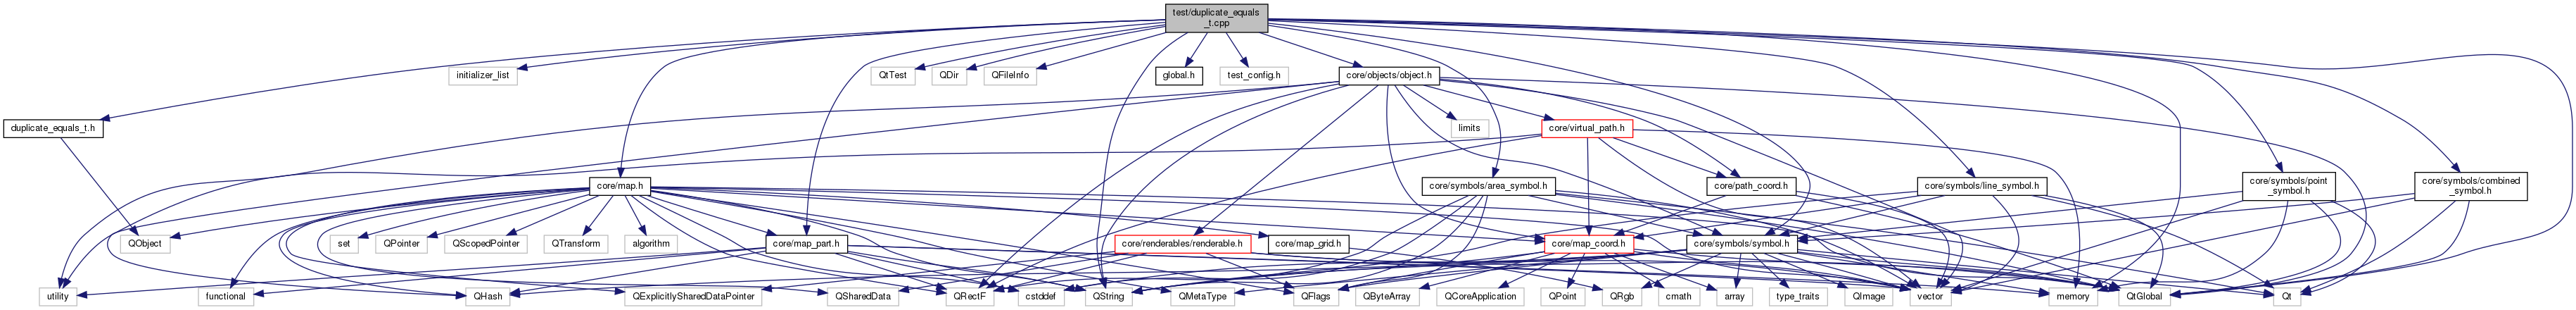 test/duplicate_equals
_t.cpp
initializer_list
QtTest
QDir
QFileInfo
global.h
test_config.h
core/objects/object.h
duplicate_equals_t.h
limits
core/virtual_path.h
core/map.h
core/symbols/area_symbol.h
core/path_coord.h
core/symbols/line_symbol.h
core/symbols/point
_symbol.h
core/symbols/combined
_symbol.h
QObject
set
QPointer
QScopedPointer
QTransform
algorithm
core/map_part.h
core/renderables/renderable.h
core/map_grid.h
core/map_coord.h
core/symbols/symbol.h
utility
functional
QHash
QExplicitlySharedDataPointer
QSharedData
QRectF
cstddef
QString
QMetaType
QFlags
QByteArray
QCoreApplication
QPoint
QRgb
cmath
array
type_traits
QImage
vector
memory
QtGlobal
Qt